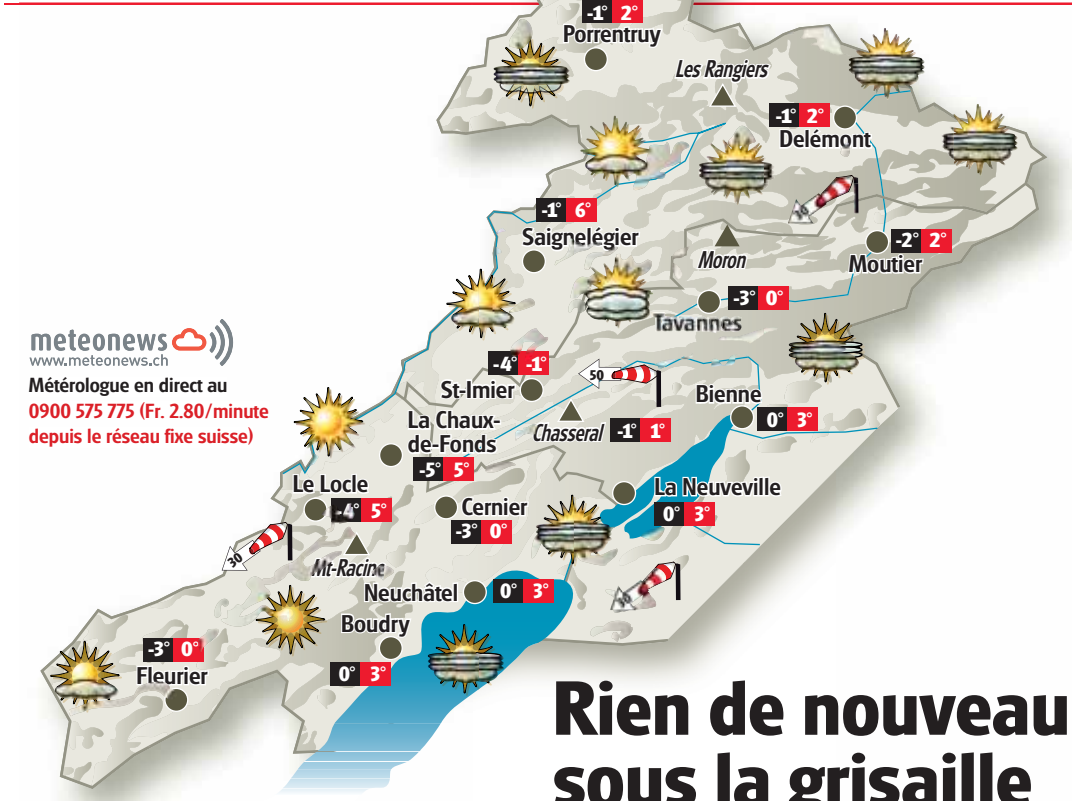 -1° 2°
Porrentruy
Les Rangiers
-1° 2°
Delémont
-1° 6°
Saignelégier
Moron
-2° 2°
Moutier
-3° 0°
Tavannes
meteonews
www.meteonews.ch
Météorologue en direct au
0900 575 775 (Fr. 2.80/minute
depuis le réseau fixe suisse)
-4° -1°
St-Imier
50
Bienne
0° 3°
La Chaux-
de-Fonds
-5° 5°
Chasseral -1° 1°
Le Locle
-4° 5°
Cernier
-3° 0°
La Neuveville
0° 3°
30
Mt-Racine
Neuchâtel 0° 3°
Boudry
0° 3°
-3° 0°
Fleurier
Rien de nouveau
sous la grisaille